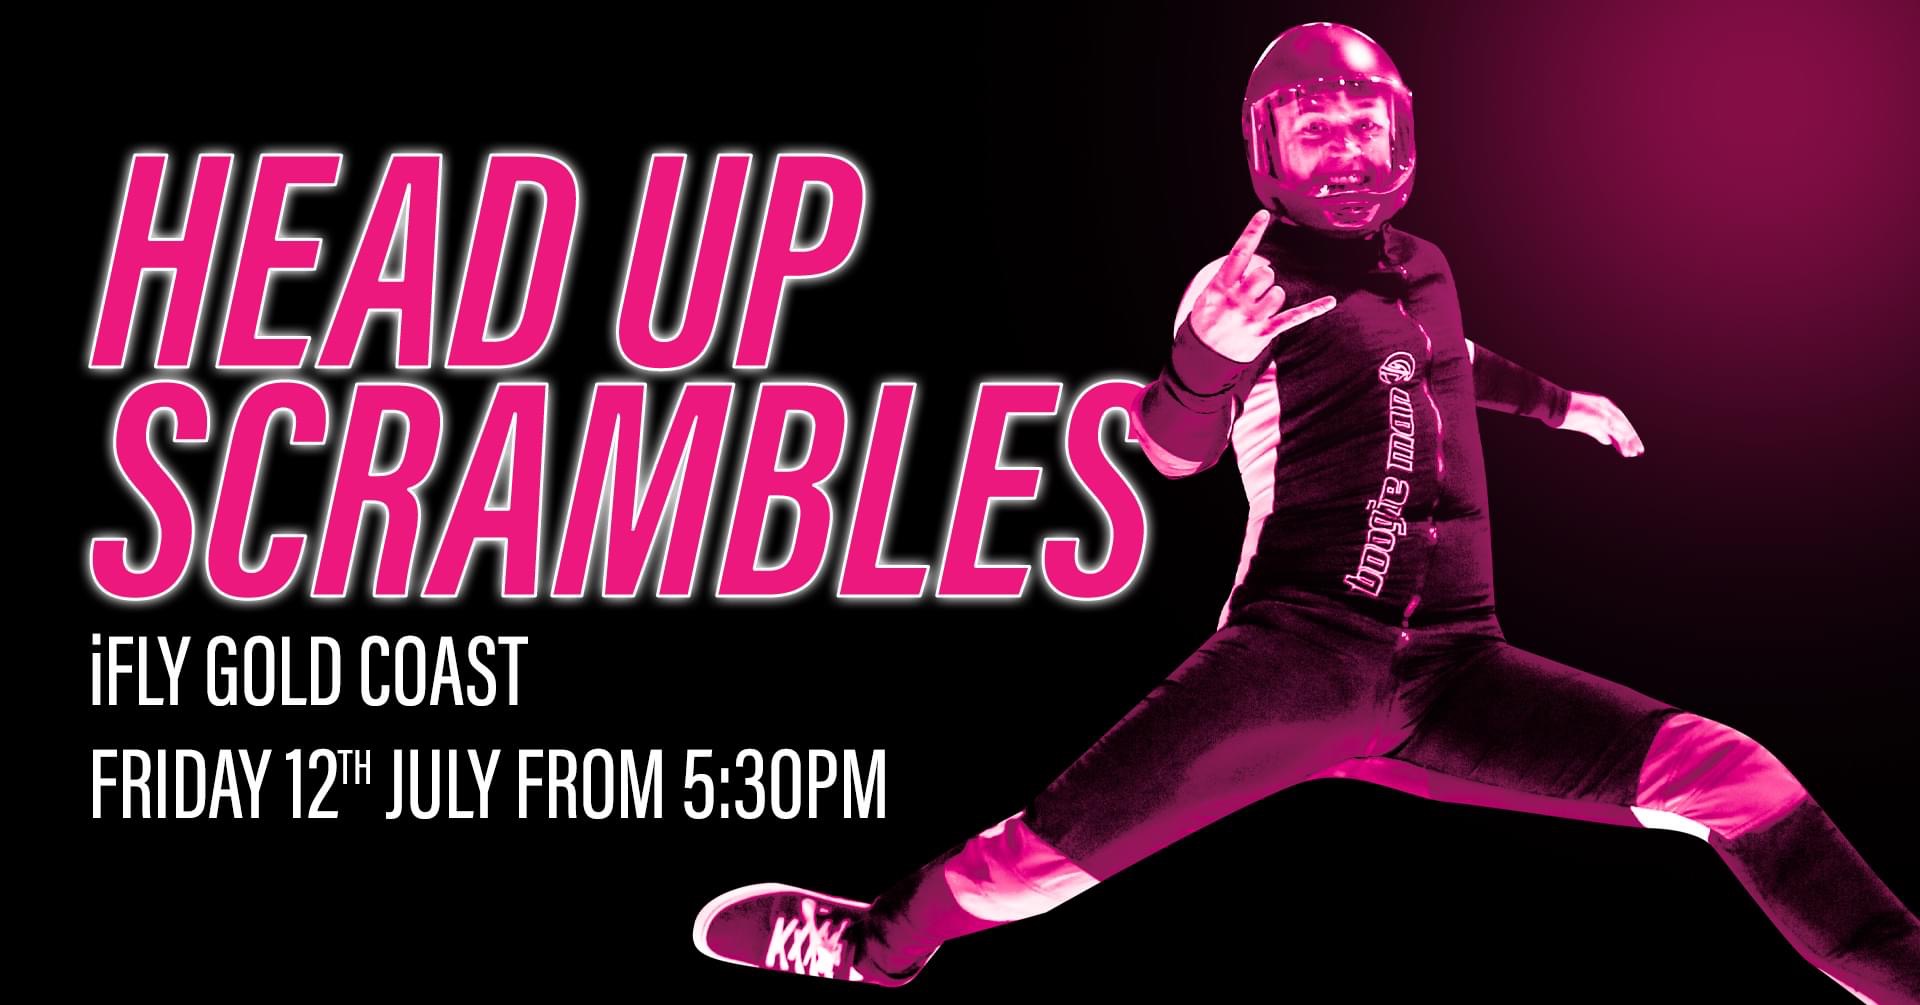 HEAD UP
SCRAMBLES
iFLY GOLD COAST
FRIDAY 12TH JULY FROM 5:30PM
boogie man